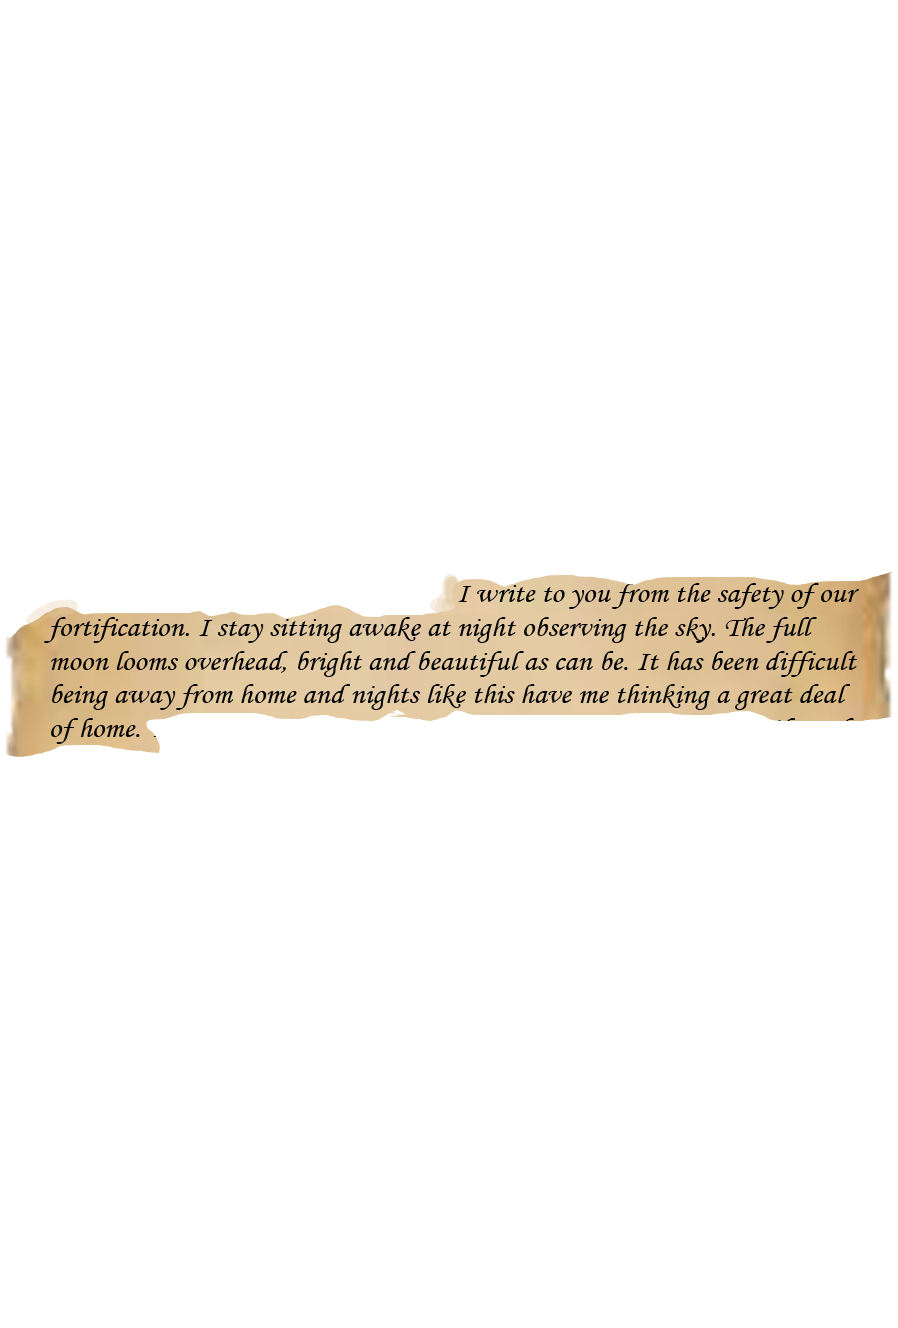 I write to you from the safety of our
fortification. I stay sitting awake at night observing the sky. The full
moon looms overhead, bright and beautiful as can be. It has been difficult
being away from home and nights like this have me thinking a great deal
of home.